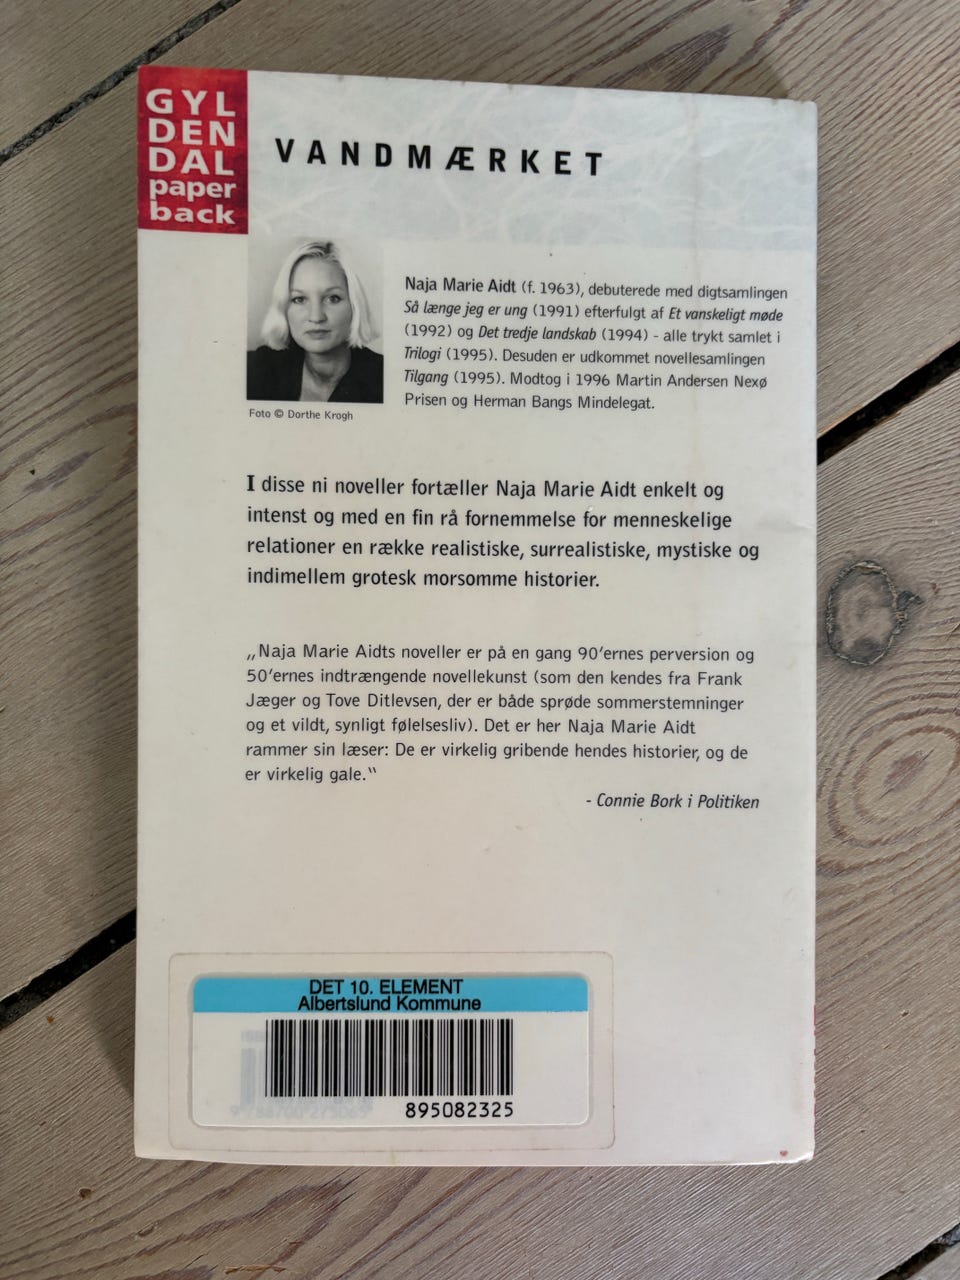 GYL
DEN
DAL
paper
back
VANDMÆRKET
Foto © Dorthe Krogh
Naja Marie Aidt (f. 1963), debuterede med digtsamlingen
Så længe jeg er ung (1991) efterfulgt af Et vanskeligt møde
(1992) og Det tredje landskab (1994) - alle trykt samlet i
Trilogi (1995). Desuden er udkommet novellesamlingen
Tilgang (1995). Modtog i 1996 Martin Andersen Nexø
Prisen og Herman Bangs Mindelegat.
I disse ni noveller fortæller Naja Marie Aidt enkelt og
intenst og med en fin rå fornemmelse for menneskelige
relationer en række realistiske, surrealistiske, mystiske og
indimellem grotesk morsomme historier.
„Naja Marie Aidts noveller er på en gang 90'ernes perversion og
50'ernes indtrængende novellekunst (som den kendes fra Frank
Jæger og Tove Ditlevsen, der er både sprøde sommerstemninger
og et vildt, synligt følelsesliv). Det er her Naja Marie Aidt
rammer sin læser: De er virkelig gribende hendes historier, og de
er virkelig gale.“
- Connie Bork i Politiken
DET 10. ELEMENT
Albertslund Kommune
895082325